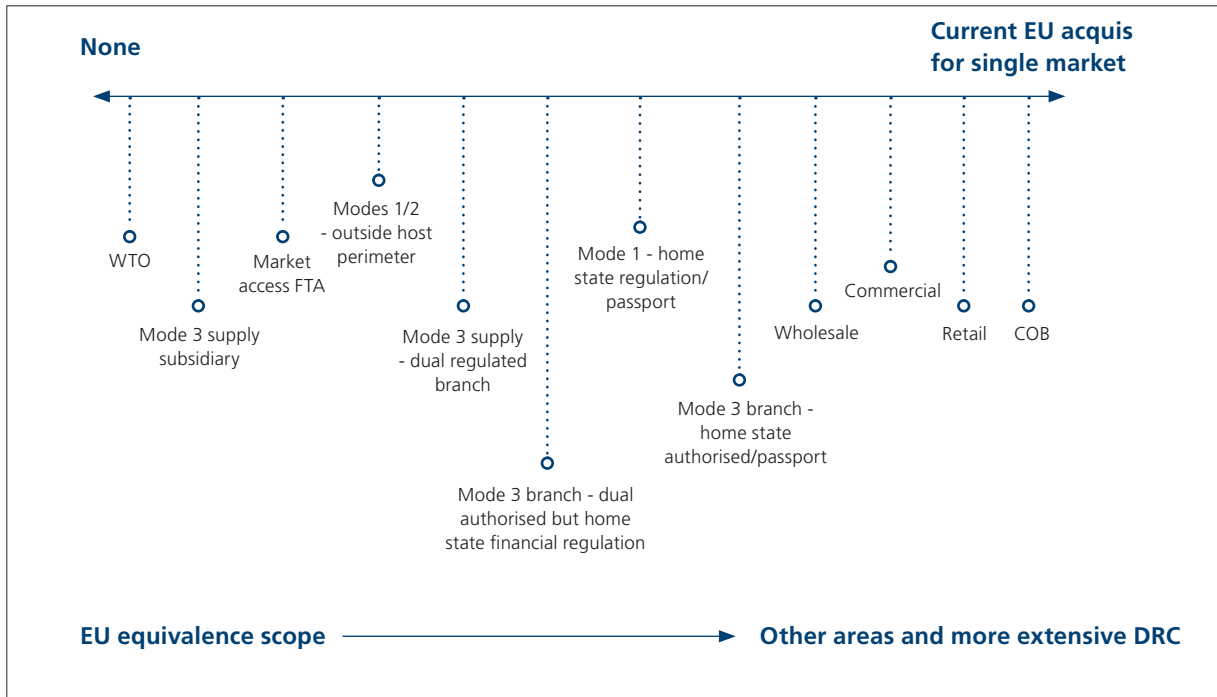 None
Current EU acquis
for single market
WTO
Mode 3 supply
subsidiary
Market
access FTA
Modes 1/2
- outside host
perimeter
Mode 3 supply
- dual regulated
branch
Mode 3 branch - dual
authorised but home
state financial regulation
Mode 1 - home
state regulation/
passport
Mode 3 branch -
home state
authorised/passport
Wholesale
Commercial
Retail
COB
EU equivalence scope
Other areas and more extensive DRC